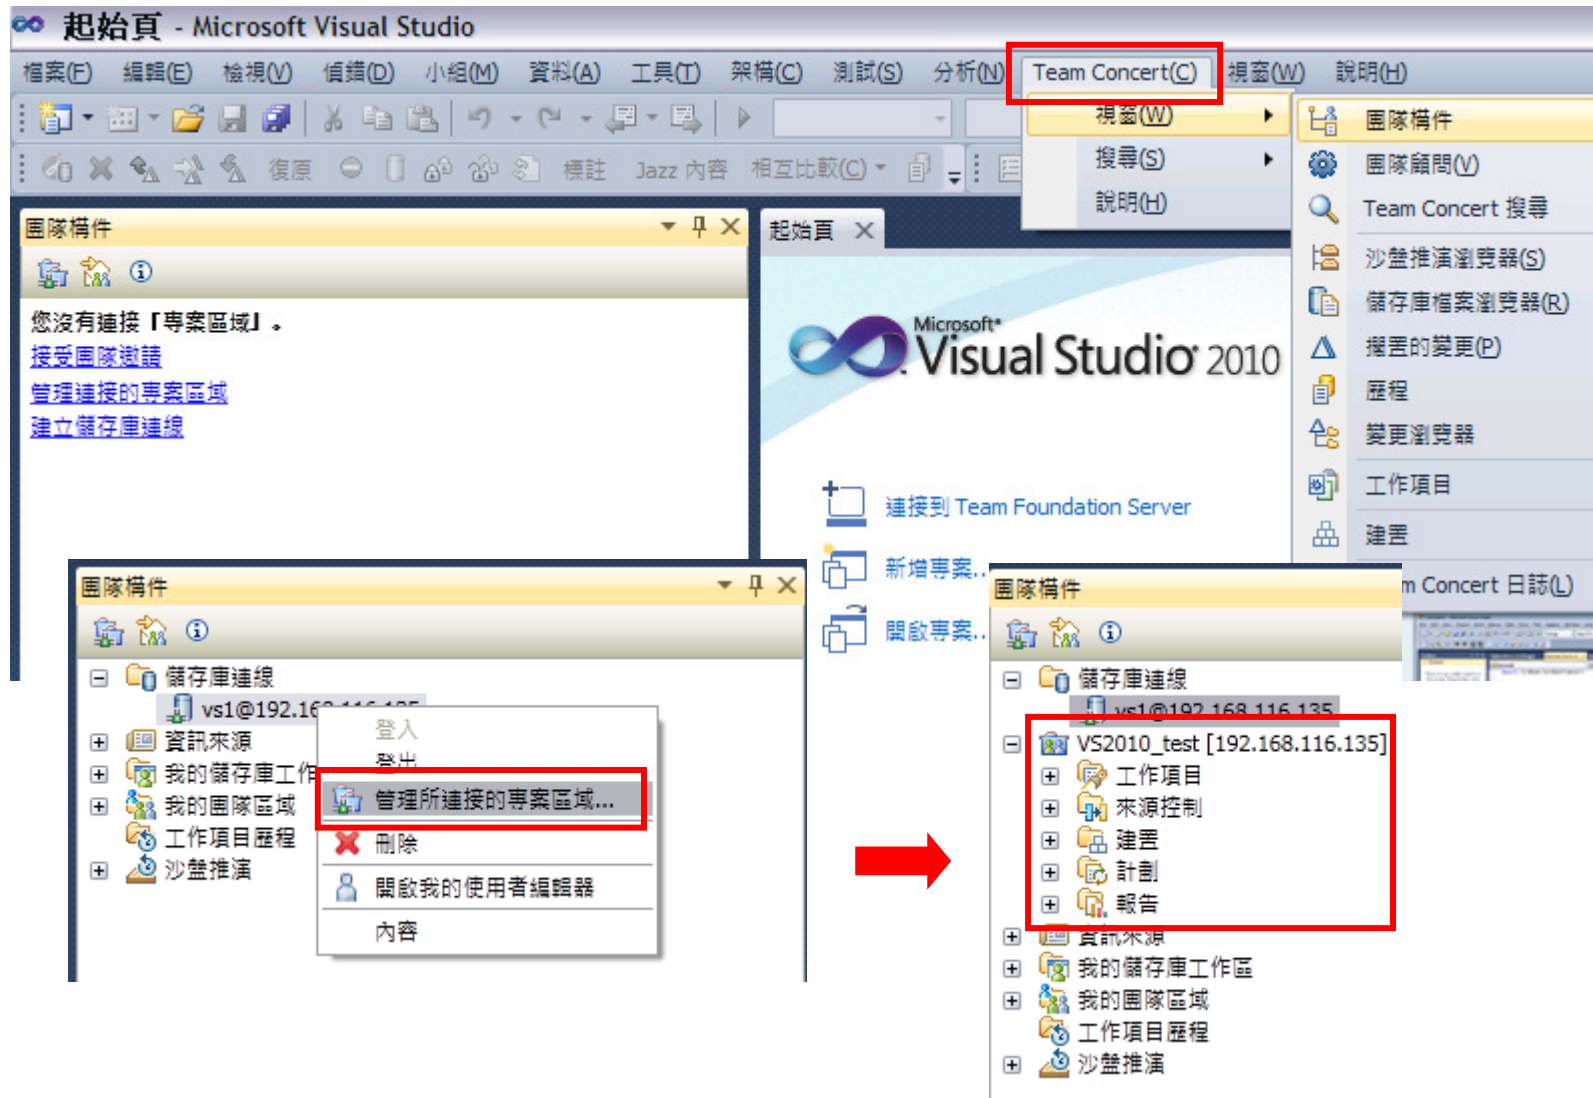 起始頁 - Microsoft Visual Studio
檔案(F) 編輯(E) 檢視(V) 偵錯(D) 小組(M) 資料(A) 工具(T) 架構(C) 測試(S) 分析(N) Team Concert(C) 視窗(W) 說明(H)
視窗(W)
搜尋(S)
說明(H)
團隊構件
團隊顧問(V)
Team Concert 搜尋
沙盤推演瀏覽器(S)
儲存庫檔案瀏覽器(R)
擱置的變更(P)
歷程
變更瀏覽器
工作項目
建置
m Concert 日誌(L)
復原 標註 Jazz 內容 相互比較(C)
團隊構件
您沒有連接「專案區域」。
接受團隊邀請
管理連接的專案區域
建立儲存庫連線
起始頁
Microsoft
Visual Studio 2010
連接到 Team Foundation Server
新增專案..
開啟專案..
團隊構件
儲存庫連線
vs1@192.168.116.135
資訊來源
我的儲存庫工作
我的團隊區域
工作項目歷程
沙盤推演
登入
登出
管理所連接的專案區域...
刪除
開啟我的使用者編輯器
內容
團隊構件
儲存庫連線
vs1@192.168.116.135
VS2010_test [192.168.116.135]
工作項目
來源控制
建置
計劃
報告
資訊來源
我的儲存庫工作區
我的團隊區域
工作項目歷程
沙盤推演